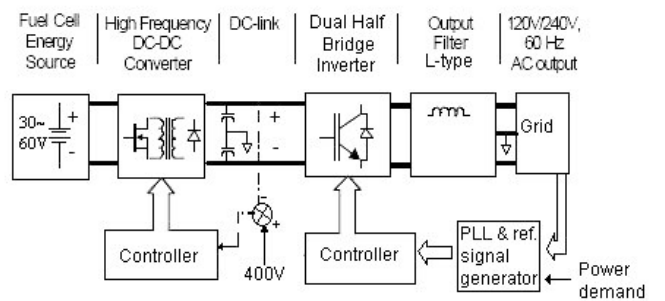 Fuel Cell
Energy
Source
High Frequency
DC-DC
Converter
DC-link
Dual Half
Bridge
Inverter
Output
Filter
L-type
120V/240V,
60 Hz
AC output
30~
60V
+
-
+
-
Grid
-
+
Controller
400V
Controller
PLL & ref.
signal
generator
Power
demand